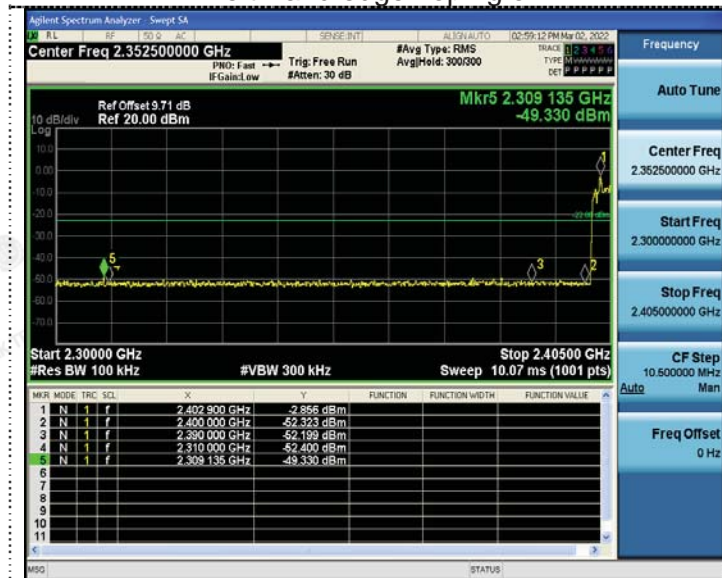 Agilent Spectrum Analyzer - Swept SA
RL RF 50 Ω AC SENSE:INT ALIGN AUTO 02:59:12 PM Mar 02, 2022
Center Freq 2.352500000 GHz
PNO: Fast
IFGain:Low
Trig: Free Run
#Atten: 30 dB
#Avg Type: RMS
Avg|Hold: 300/300
TRACE 1 2 3 4 5 6
TYPE M
DET P P P P P P
Ref Offset 9.71 dB
Ref 20.00 dBm
10 dB/div
Log
Mkr5 2.309 135 GHz
-49.330 dBm
10.0
0.00
-10.0
-20.0
-30.0
-40.0
-50.0
-60.0
-70.0
1
5
3
2
Start 2.30000 GHz
Stop 2.40500 GHz
#Res BW 100 kHz
#VBW 300 kHz
Sweep 10.07 ms (1001 pts)
MKR MODE TRC SCL X Y FUNCTION FUNCTION WIDTH FUNCTION VALUE
1 N 1 f 2.402 900 GHz -2.856 dBm
2 N 1 f 2.400 000 GHz -52.323 dBm
3 N 1 f 2.390 000 GHz -52.199 dBm
4 N 1 f 2.310 000 GHz -52.400 dBm
5 N 1 f 2.309 135 GHz -49.330 dBm
6
7
8
9
10
11
MSG
STATUS
Frequency
Auto Tune
Center Freq
2.352500000 GHz
Start Freq
2.300000000 GHz
Stop Freq
2.405000000 GHz
CF Step
10.500000 MHz
Auto Man
Freq Offset
0 Hz